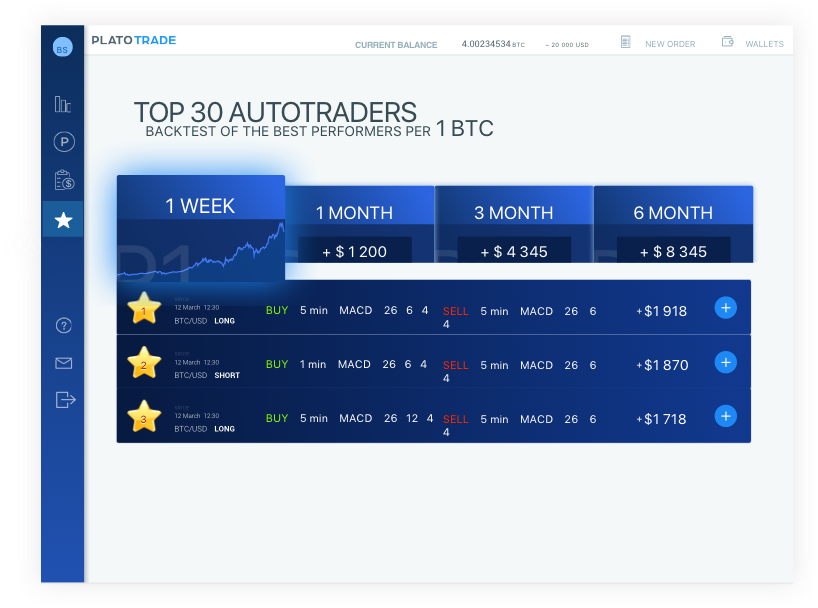 BS
PLATOTRADE
CURRENT BALANCE 4.00234534 BTC ~ 20 000 USD NEW ORDER WALLETS
P
$
TOP 30 AUTOTRADERS
BACKTEST OF THE BEST PERFORMERS PER 1 BTC
1 WEEK
1 MONTH
+ $ 1 200
3 MONTH
+ $ 4 345
6 MONTH
+ $ 8 345
1
12 March 12:30
BTC/USD LONG
BUY 5 min MACD 26 6 4
SELL 5 min MACD 26 6
4
+$1 918
+
2
12 March 12:30
BTC/USD SHORT
BUY 1 min MACD 26 6 4
SELL 5 min MACD 26 6
4
+$1 870
+
3
12 March 12:30
BTC/USD LONG
BUY 5 min MACD 26 12 4
SELL 5 min MACD 26 6
4
+$1 718
+
?